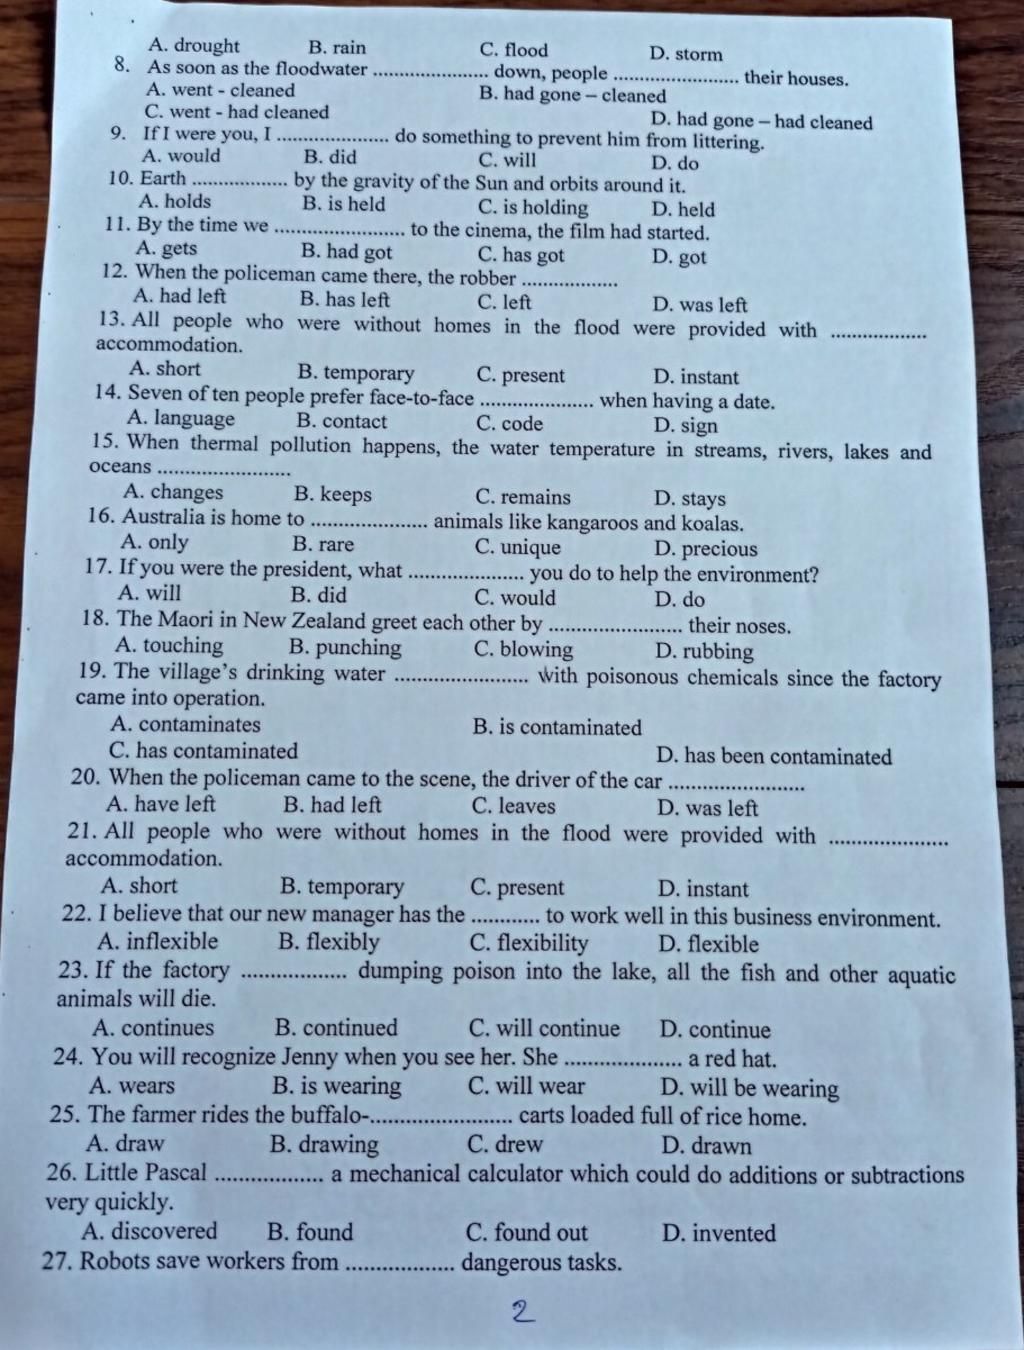 A. drought B. rain C. flood D. storm
8. As soon as the floodwater ...................... down, people ........................ their houses.
A. went - cleaned B. had gone – cleaned
C. went - had cleaned D. had gone – had cleaned
9. If I were you, I ...................... do something to prevent him from littering.
A. would B. did C. will D. do
10. Earth .................. by the gravity of the Sun and orbits around it.
A. holds B. is held C. is holding D. held
11. By the time we ......................... to the cinema, the film had started.
A. gets B. had got C. has got D. got
12. When the policeman came there, the robber ..................
A. had left B. has left C. left D. was left
13. All people who were without homes in the flood were provided with ..................
accommodation.
A. short B. temporary C. present D. instant
14. Seven of ten people prefer face-to-face ...................... when having a date.
A. language B. contact C. code D. sign
15. When thermal pollution happens, the water temperature in streams, rivers, lakes and
oceans .........................
A. changes B. keeps C. remains D. stays
16. Australia is home to ...................... animals like kangaroos and koalas.
A. only B. rare C. unique D. precious
17. If you were the president, what ...................... you do to help the environment?
A. will B. did C. would D. do
18. The Maori in New Zealand greet each other by ......................... their noses.
A. touching B. punching C. blowing D. rubbing
19. The village's drinking water ......................... with poisonous chemicals since the factory
came into operation.
A. contaminates B. is contaminated
C. has contaminated D. has been contaminated
20. When the policeman came to the scene, the driver of the car .........................
A. have left B. had left C. leaves D. was left
21. All people who were without homes in the flood were provided with ......................
accommodation.
A. short B. temporary C. present D. instant
22. I believe that our new manager has the ............ to work well in this business environment.
A. inflexible B. flexibly C. flexibility D. flexible
23. If the factory .................. dumping poison into the lake, all the fish and other aquatic
animals will die.
A. continues B. continued C. will continue D. continue
24. You will recognize Jenny when you see her. She ..................... a red hat.
A. wears B. is wearing C. will wear D. will be wearing
25. The farmer rides the buffalo-......................... carts loaded full of rice home.
A. draw B. drawing C. drew D. drawn
26. Little Pascal .................. a mechanical calculator which could do additions or subtractions
very quickly.
A. discovered B. found C. found out D. invented
27. Robots save workers from ................... dangerous tasks.
2